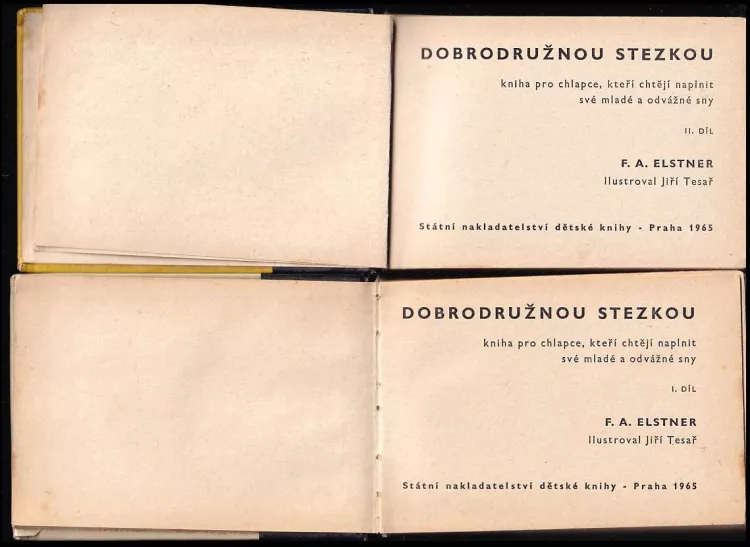 DOBRODRUŽNOU STEZKOU
kniha pro chlapce, kteří chtějí naplnit
své mladé a odvážné sny
II. DÍL
F. A. ELSTNER
Ilustroval Jiří Tesař
Státní nakladatelství dětské knihy - Praha 1965
DOBRODRUŽNOU STEZKOU
kniha pro chlapce, kteří chtějí naplnit
své mladé a odvážné sny
I. DÍL
F. A. ELSTNER
Ilustroval Jiří Tesař
Státní nakladatelství dětské knihy - Praha 1965